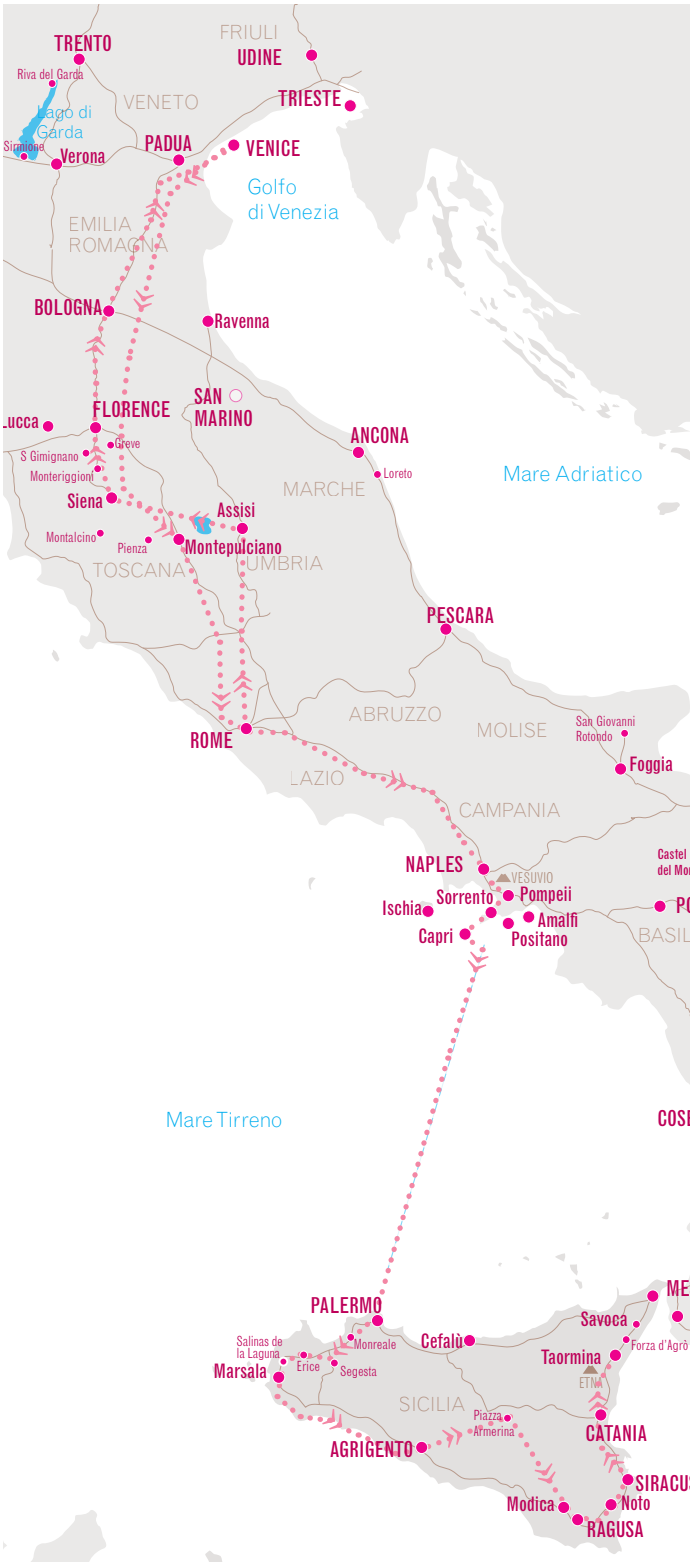 FRIULI
TRENTO
UDINE
Riva del Garda
VENETO
TRIESTE
Lago di
Garda
Sirmione
Verona
PADUA
VENICE
Golfo
di Venezia
EMILIA
ROMAGNA
BOLOGNA
Ravenna
SAN
MARINO
FLORENCE
Lucca
Greve
S Gimignano
Monteriggioni
ANCONA
Loreto
Mare Adriatico
MARCHE
Siena
Assisi
Montalcino
Pienza
Montepulciano
TOSCANA
UMBRIA
PESCARA
ABRUZZO
MOLISE
San Giovanni
Rotondo
ROME
Foggia
LAZIO
CAMPANIA
NAPLES
VESUVIO
Castel
del Mon
Sorrento
Pompeii
Ischia
Amalfi
PO
Capri
Positano
BASIL
Mare Tirreno
COSE
ME
PALERMO
Savoca
Monreale
Cefalù
Forza d'Agrò
Salinas de
la Laguna
Erice
Segesta
Taormina
Marsala
ETNA
SICILIA
Piazza
Armerina
CATANIA
AGRIGENTO
SIRACUS
Modica
Noto
RAGUSA